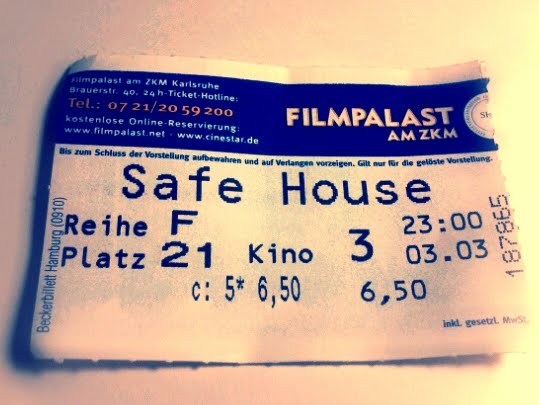 Filmpalast am ZKM Karlsruhe
Brauerstr. 40, 24h-Ticket-Hotline:
Tel.: 07 21/20 59 200
kostenlose Online-Reservierung:
www.filmpalast.net · www.cinestar.de
FILMPALAST
AM ZKM
Bis zum Schluss der Vorstellung aufbewahren und auf Verlangen vorzeigen. Gilt nur für die gelöste Vorstellung.
Safe House
Reihe F
23:00
Platz 21 Kino 3 03.03
c: 5* 6,50 6,50
inkl. gesetzl. MwSt.
Beckerbillett Hamburg (0910)
187865